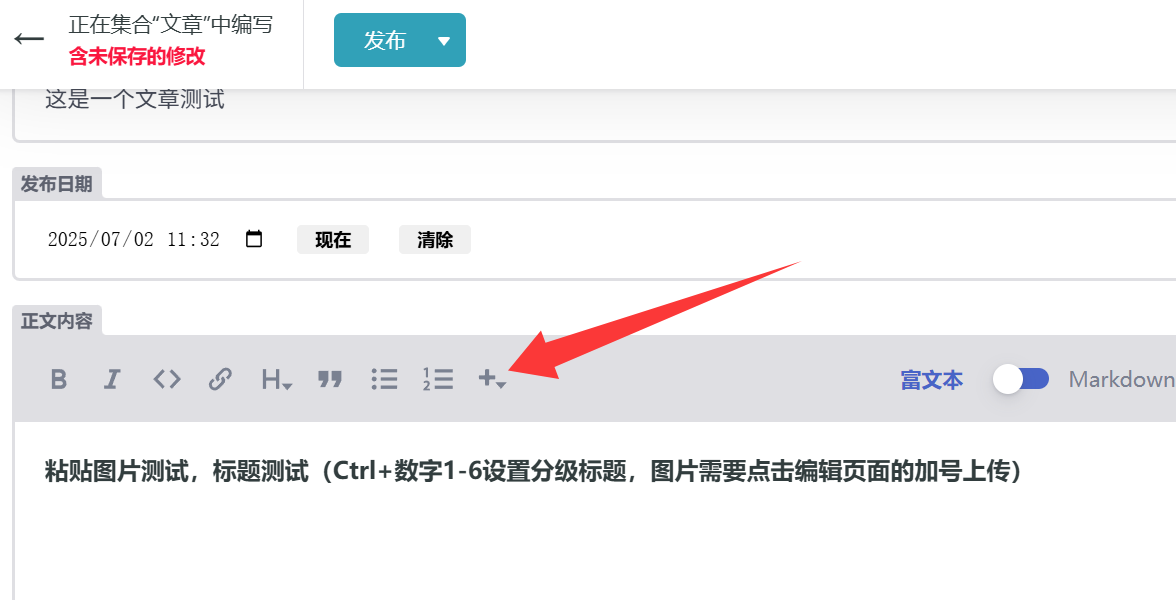 正在集合“文章”中编写
含未保存的修改
发布
这是一个文章测试
发布日期
2025/07/02 11:32
现在
清除
正文内容
B I <> H ” 1 2 +
富文本
Markdown
粘贴图片测试，标题测试（Ctrl+数字1-6设置分级标题，图片需要点击编辑页面的加号上传）